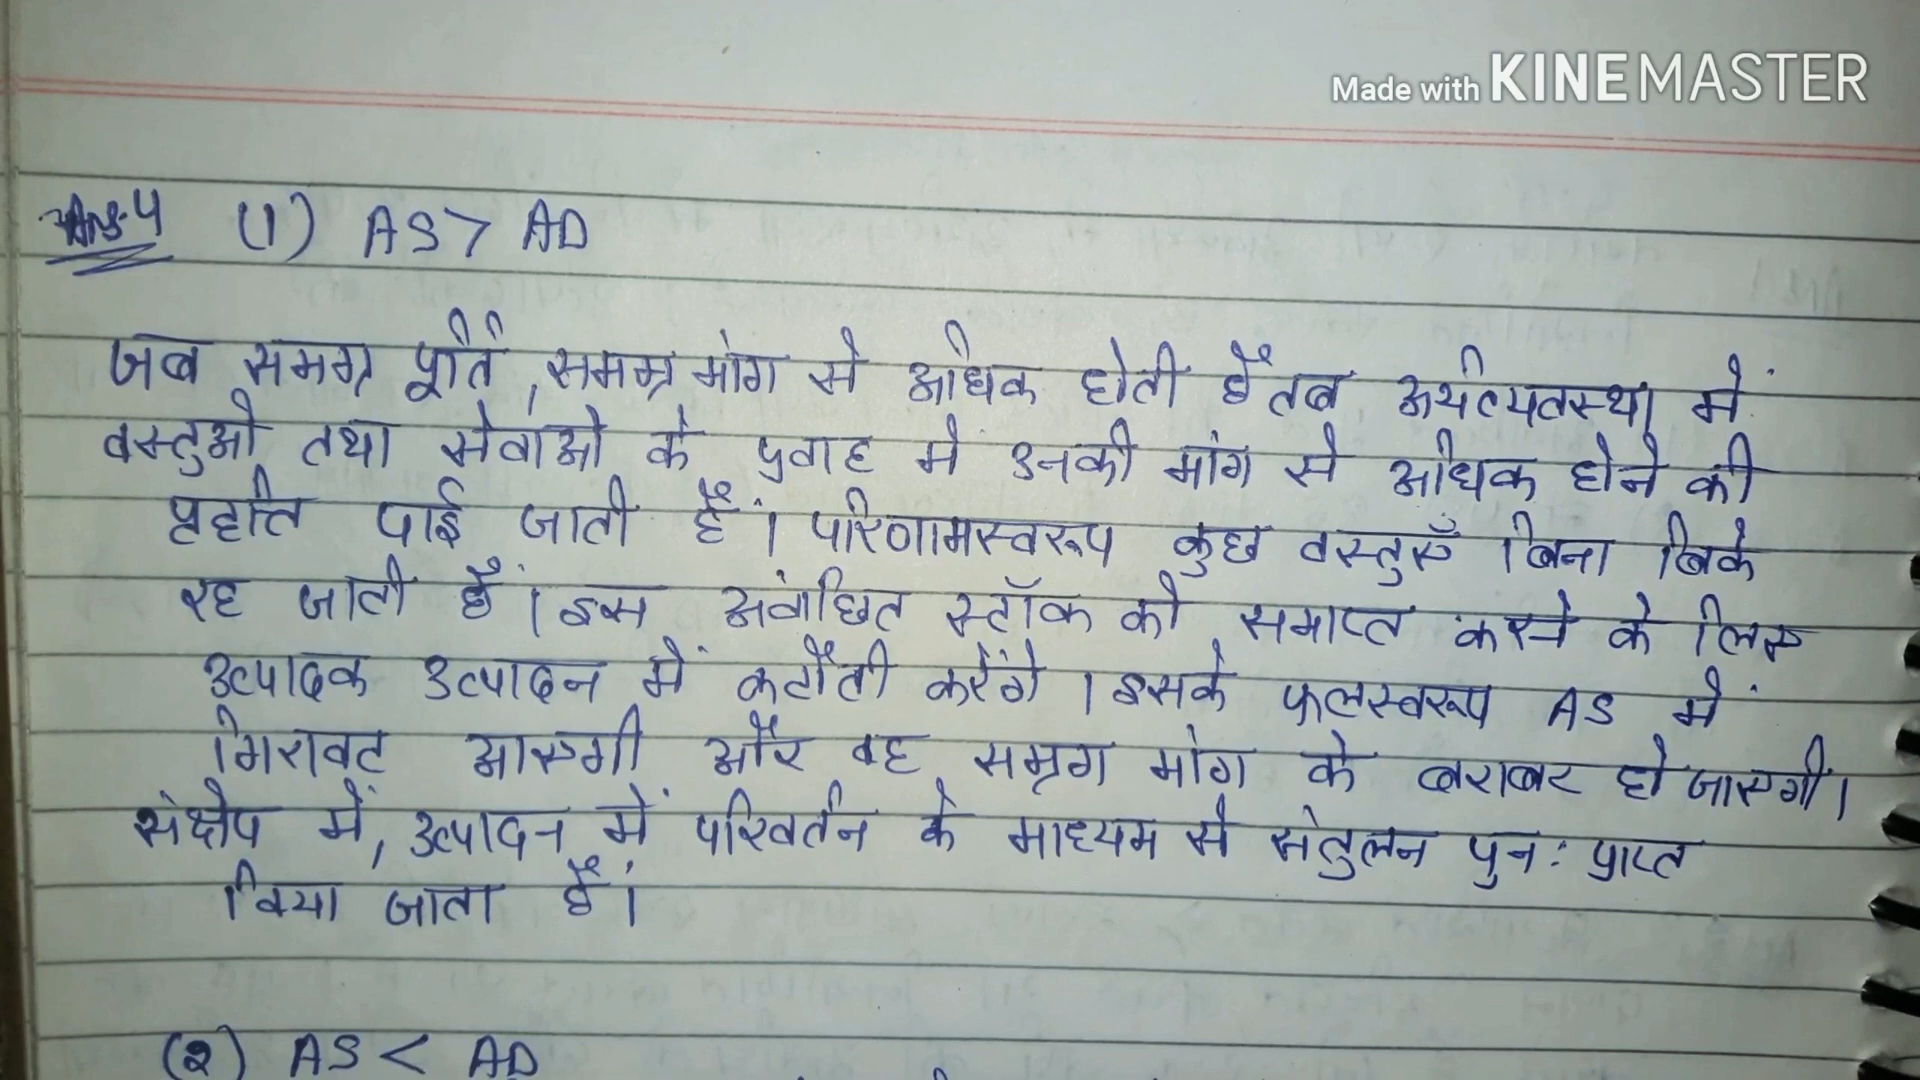 Made with KINEMASTER
Ans-4 (1) AS > AD
जब समग्र पूर्ति, समग्र मांग से अधिक होती है तब अर्थव्यवस्था में
वस्तुओं तथा सेवाओं के प्रवाह में उनकी मांग से अधिक होने की
प्रवृत्ति पाई जाती है। परिणामस्वरूप कुछ वस्तुएँ बिना बिके
रह जाती हैं। इस अवांछित स्टॉक को समाप्त करने के लिए
उत्पादक उत्पादन में कटौती करेंगे। इसके फलस्वरूप AS में
गिरावट आएगी और वह समग्र मांग के बराबर हो जाएगी।
संक्षेप में, उत्पादन में परिवर्तन के माध्यम से संतुलन पुनः प्राप्त
किया जाता है।
(२) AS < AD